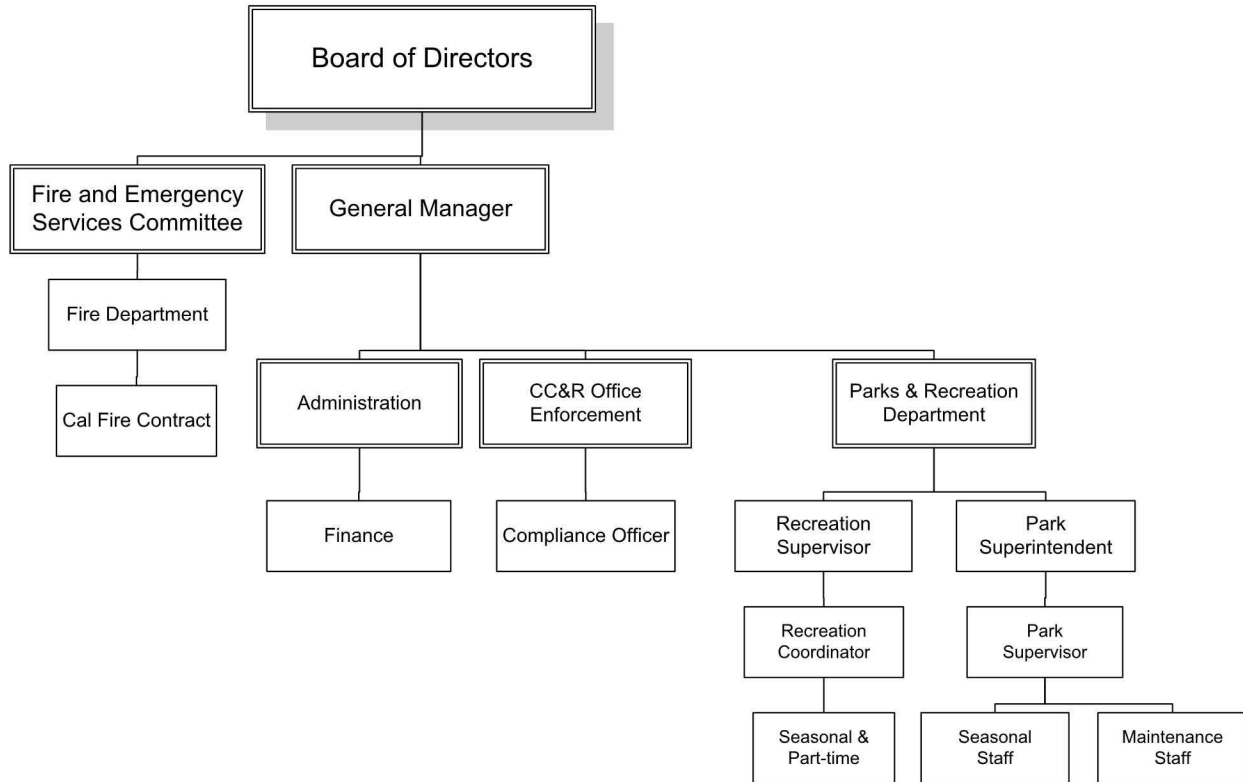 Board of Directors
Fire and Emergency
Services Committee
General Manager
Fire Department
Cal Fire Contract
Administration
CC&R Office
Enforcement
Parks & Recreation
Department
Finance
Compliance Officer
Recreation
Supervisor
Park
Superintendent
Recreation
Coordinator
Park
Supervisor
Seasonal &
Part-time
Seasonal
Staff
Maintenance
Staff